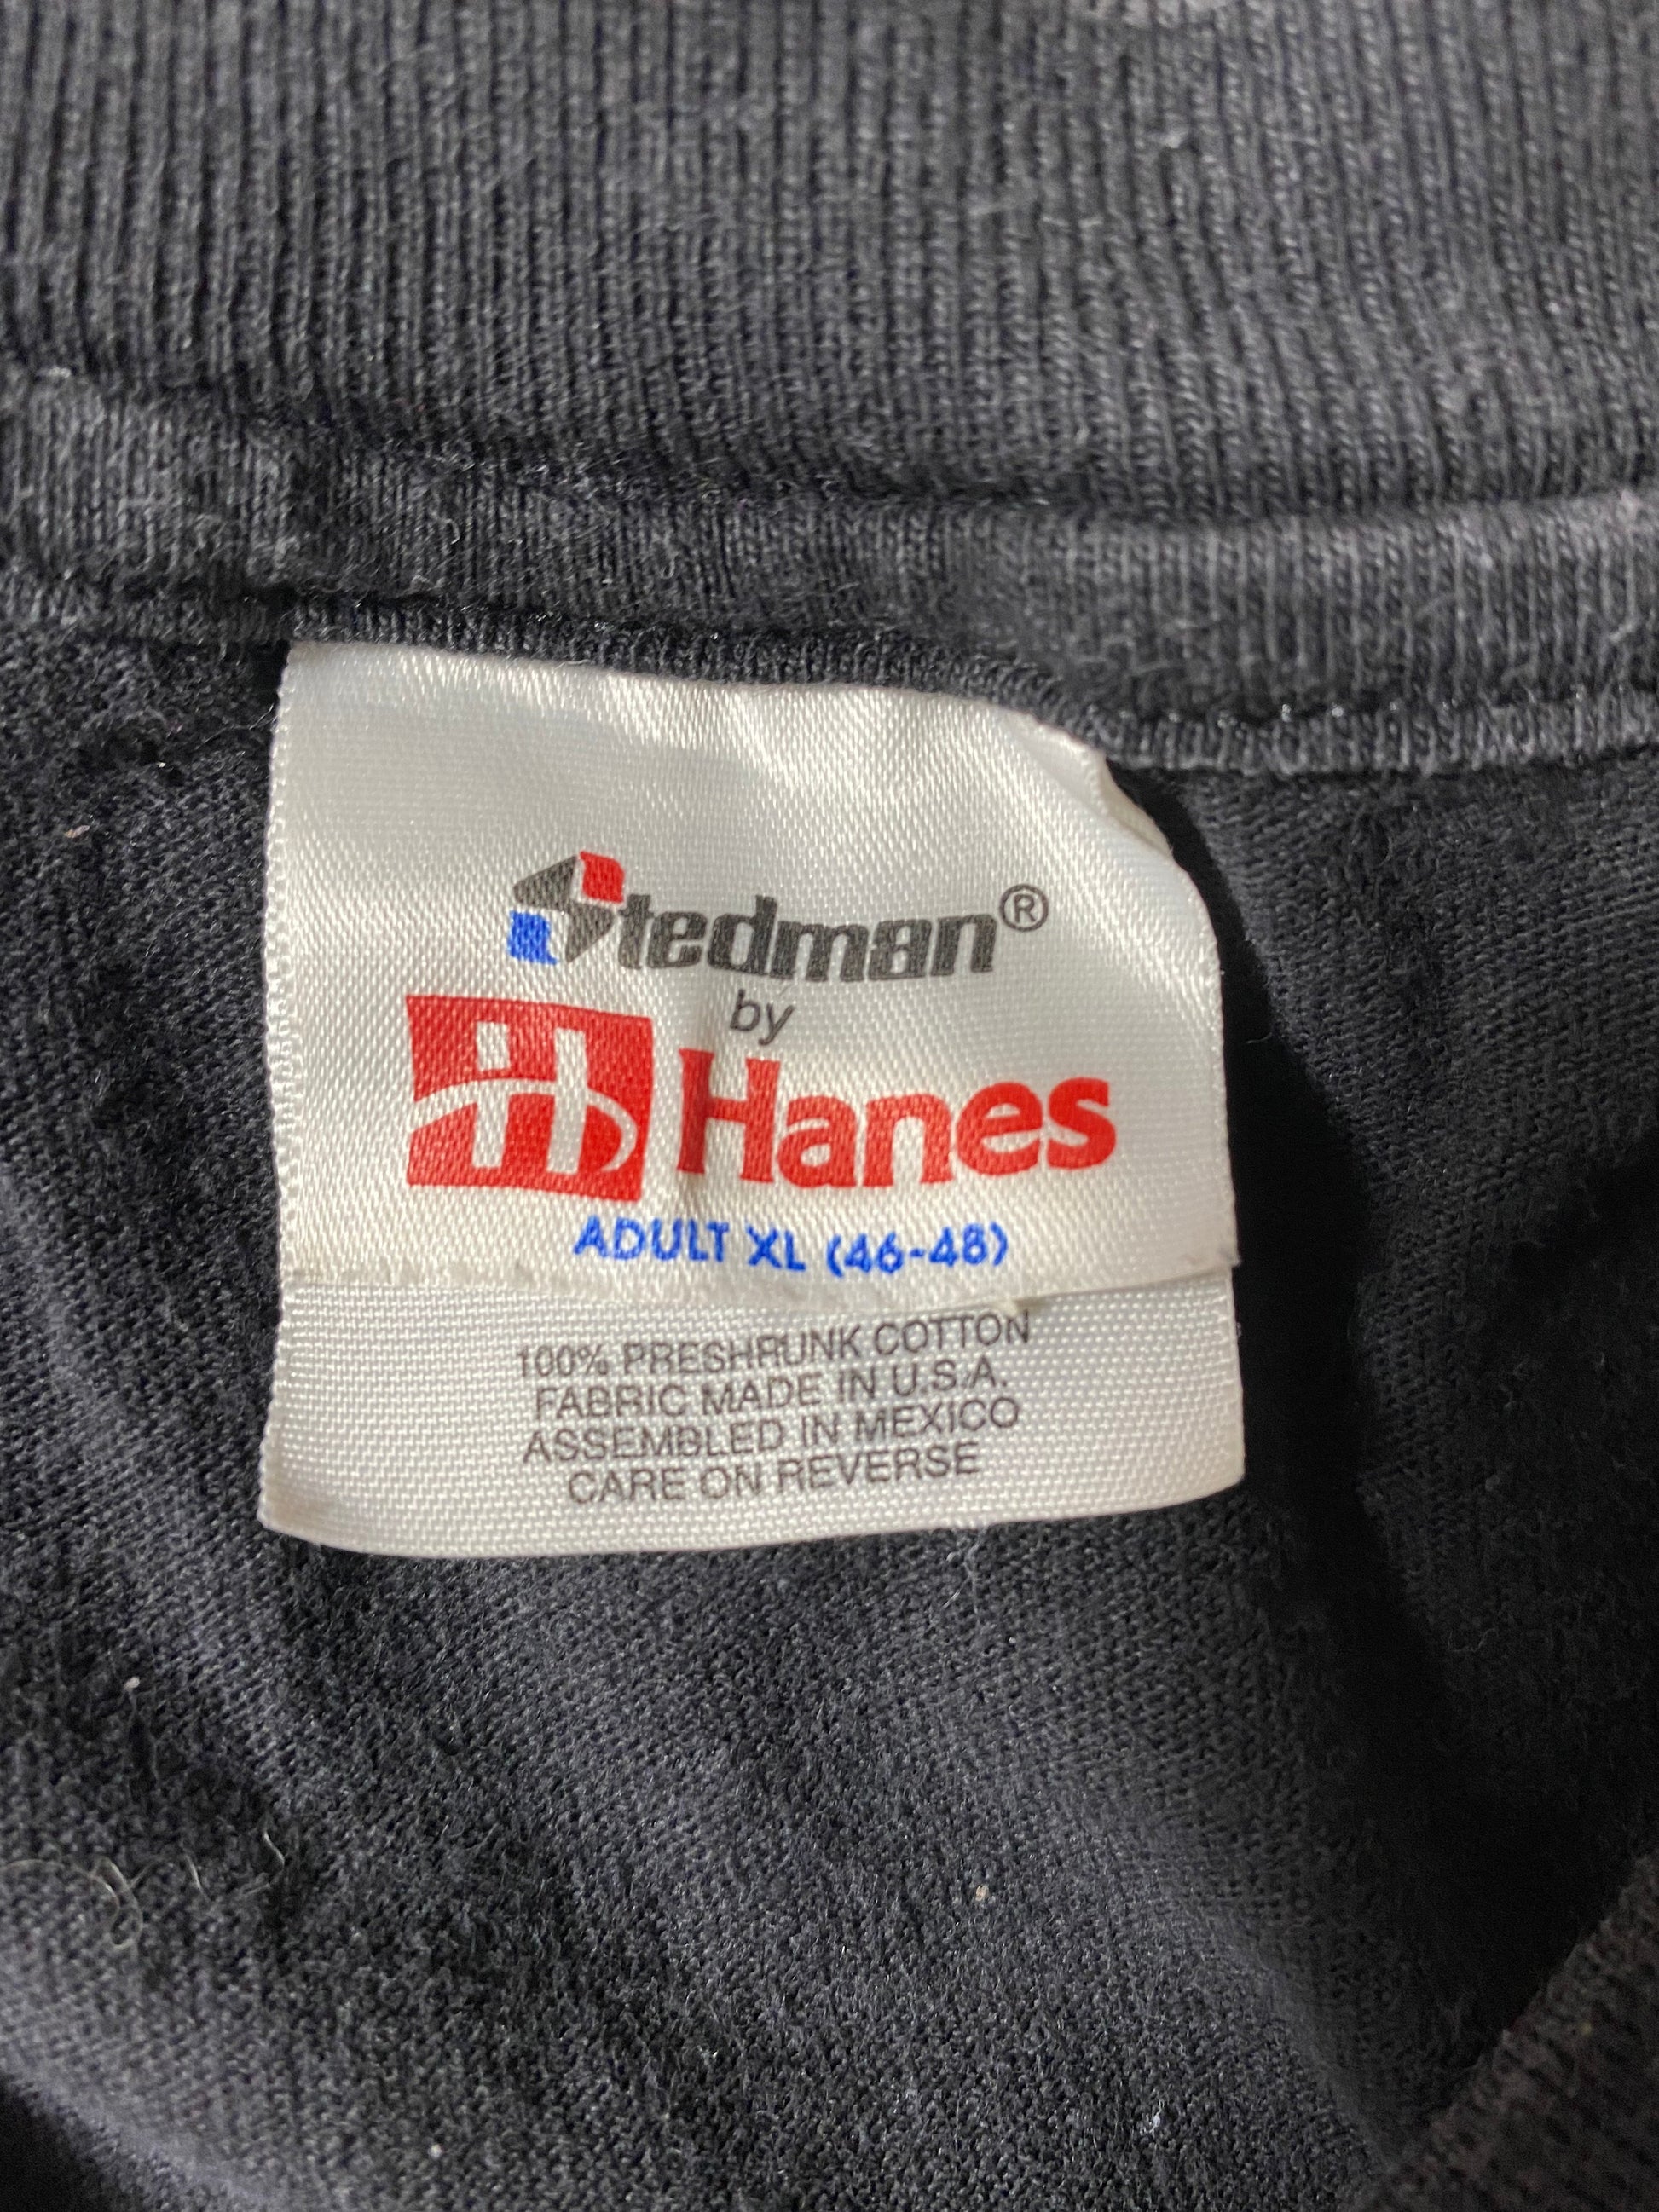 Stedman®
by
Hanes
ADULT XL (46-48)
100% PRESHRUNK COTTON
FABRIC MADE IN U.S.A.
ASSEMBLED IN MEXICO
CARE ON REVERSE